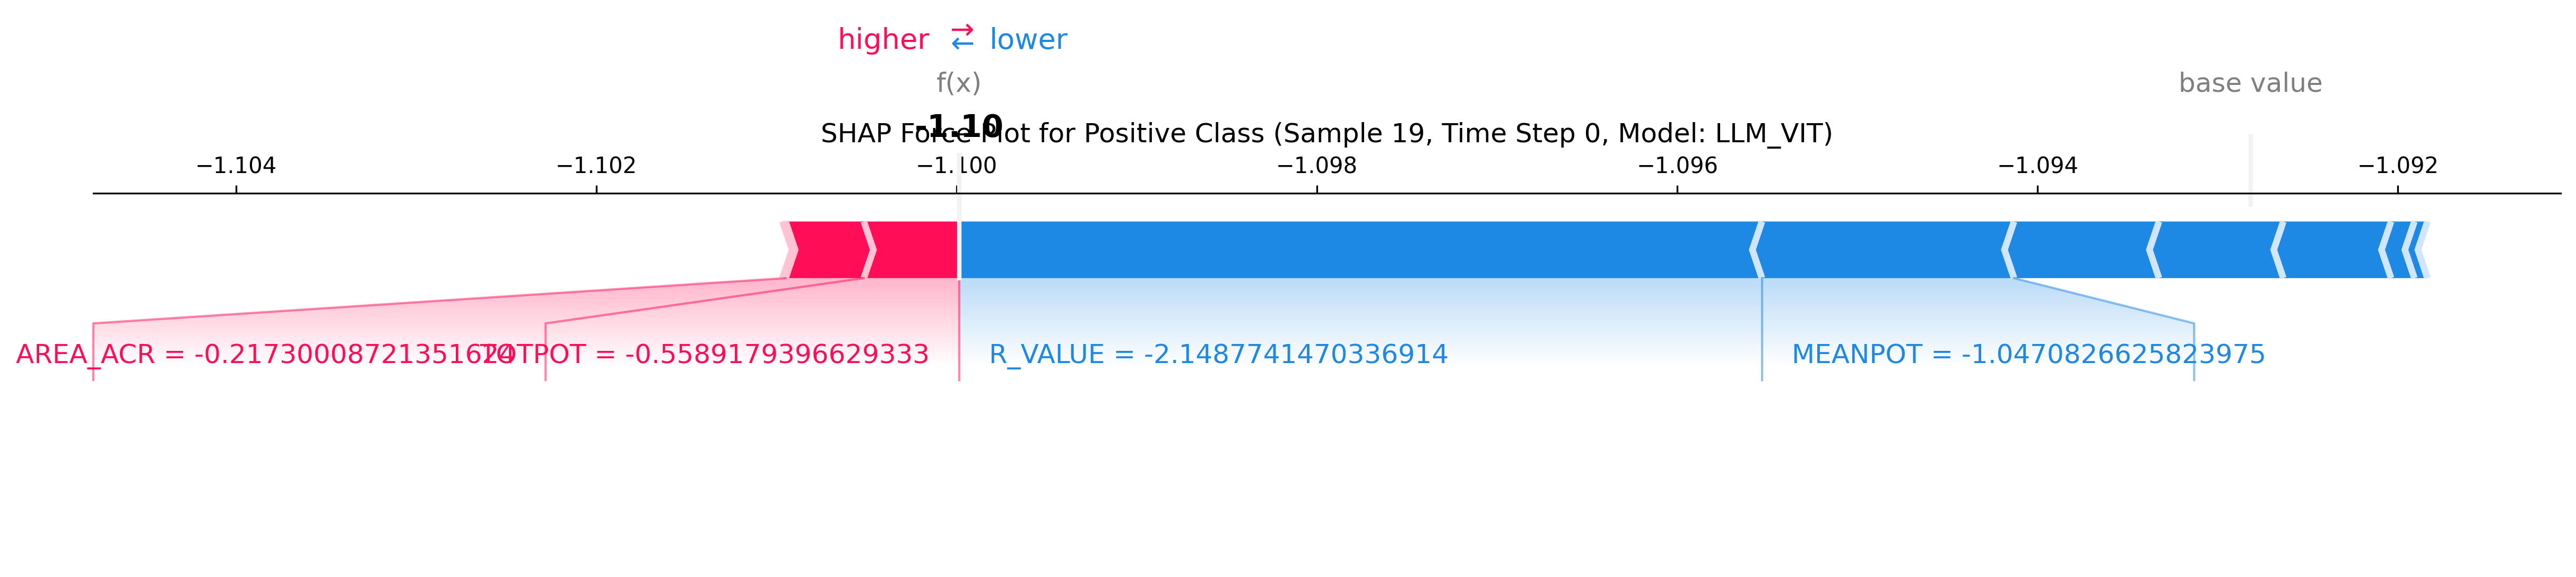 higher ⇄ lower
f(x)
base value
-1.10
SHAP Force Plot for Positive Class (Sample 19, Time Step 0, Model: LLM_VIT)
−1.104 −1.102 −1.100 −1.098 −1.096 −1.094 −1.092
AREA_ACR = -0.21730008721351624 TOTPOT = -0.5589179396629333 R_VALUE = -2.1487741470336914 MEANPOT = -1.0470826625823975